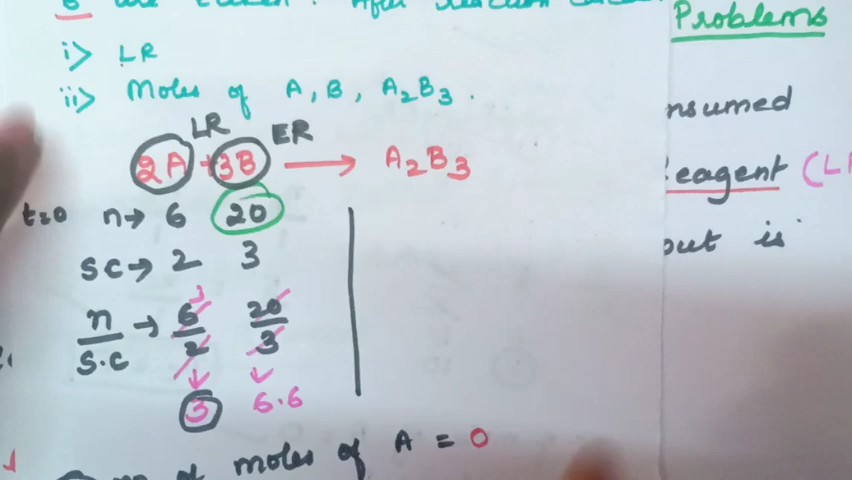 i> LR
ii> Moles of A, B, A₂B₃.
LR ER
2A + 3B ⟶ A₂B₃
t=0 n→ 6 20
SC→ 2 3
n/S.C → 6/2 20/3
3 6.6
of moles of A = 0
Problems
nsumed
eagent (L
out is